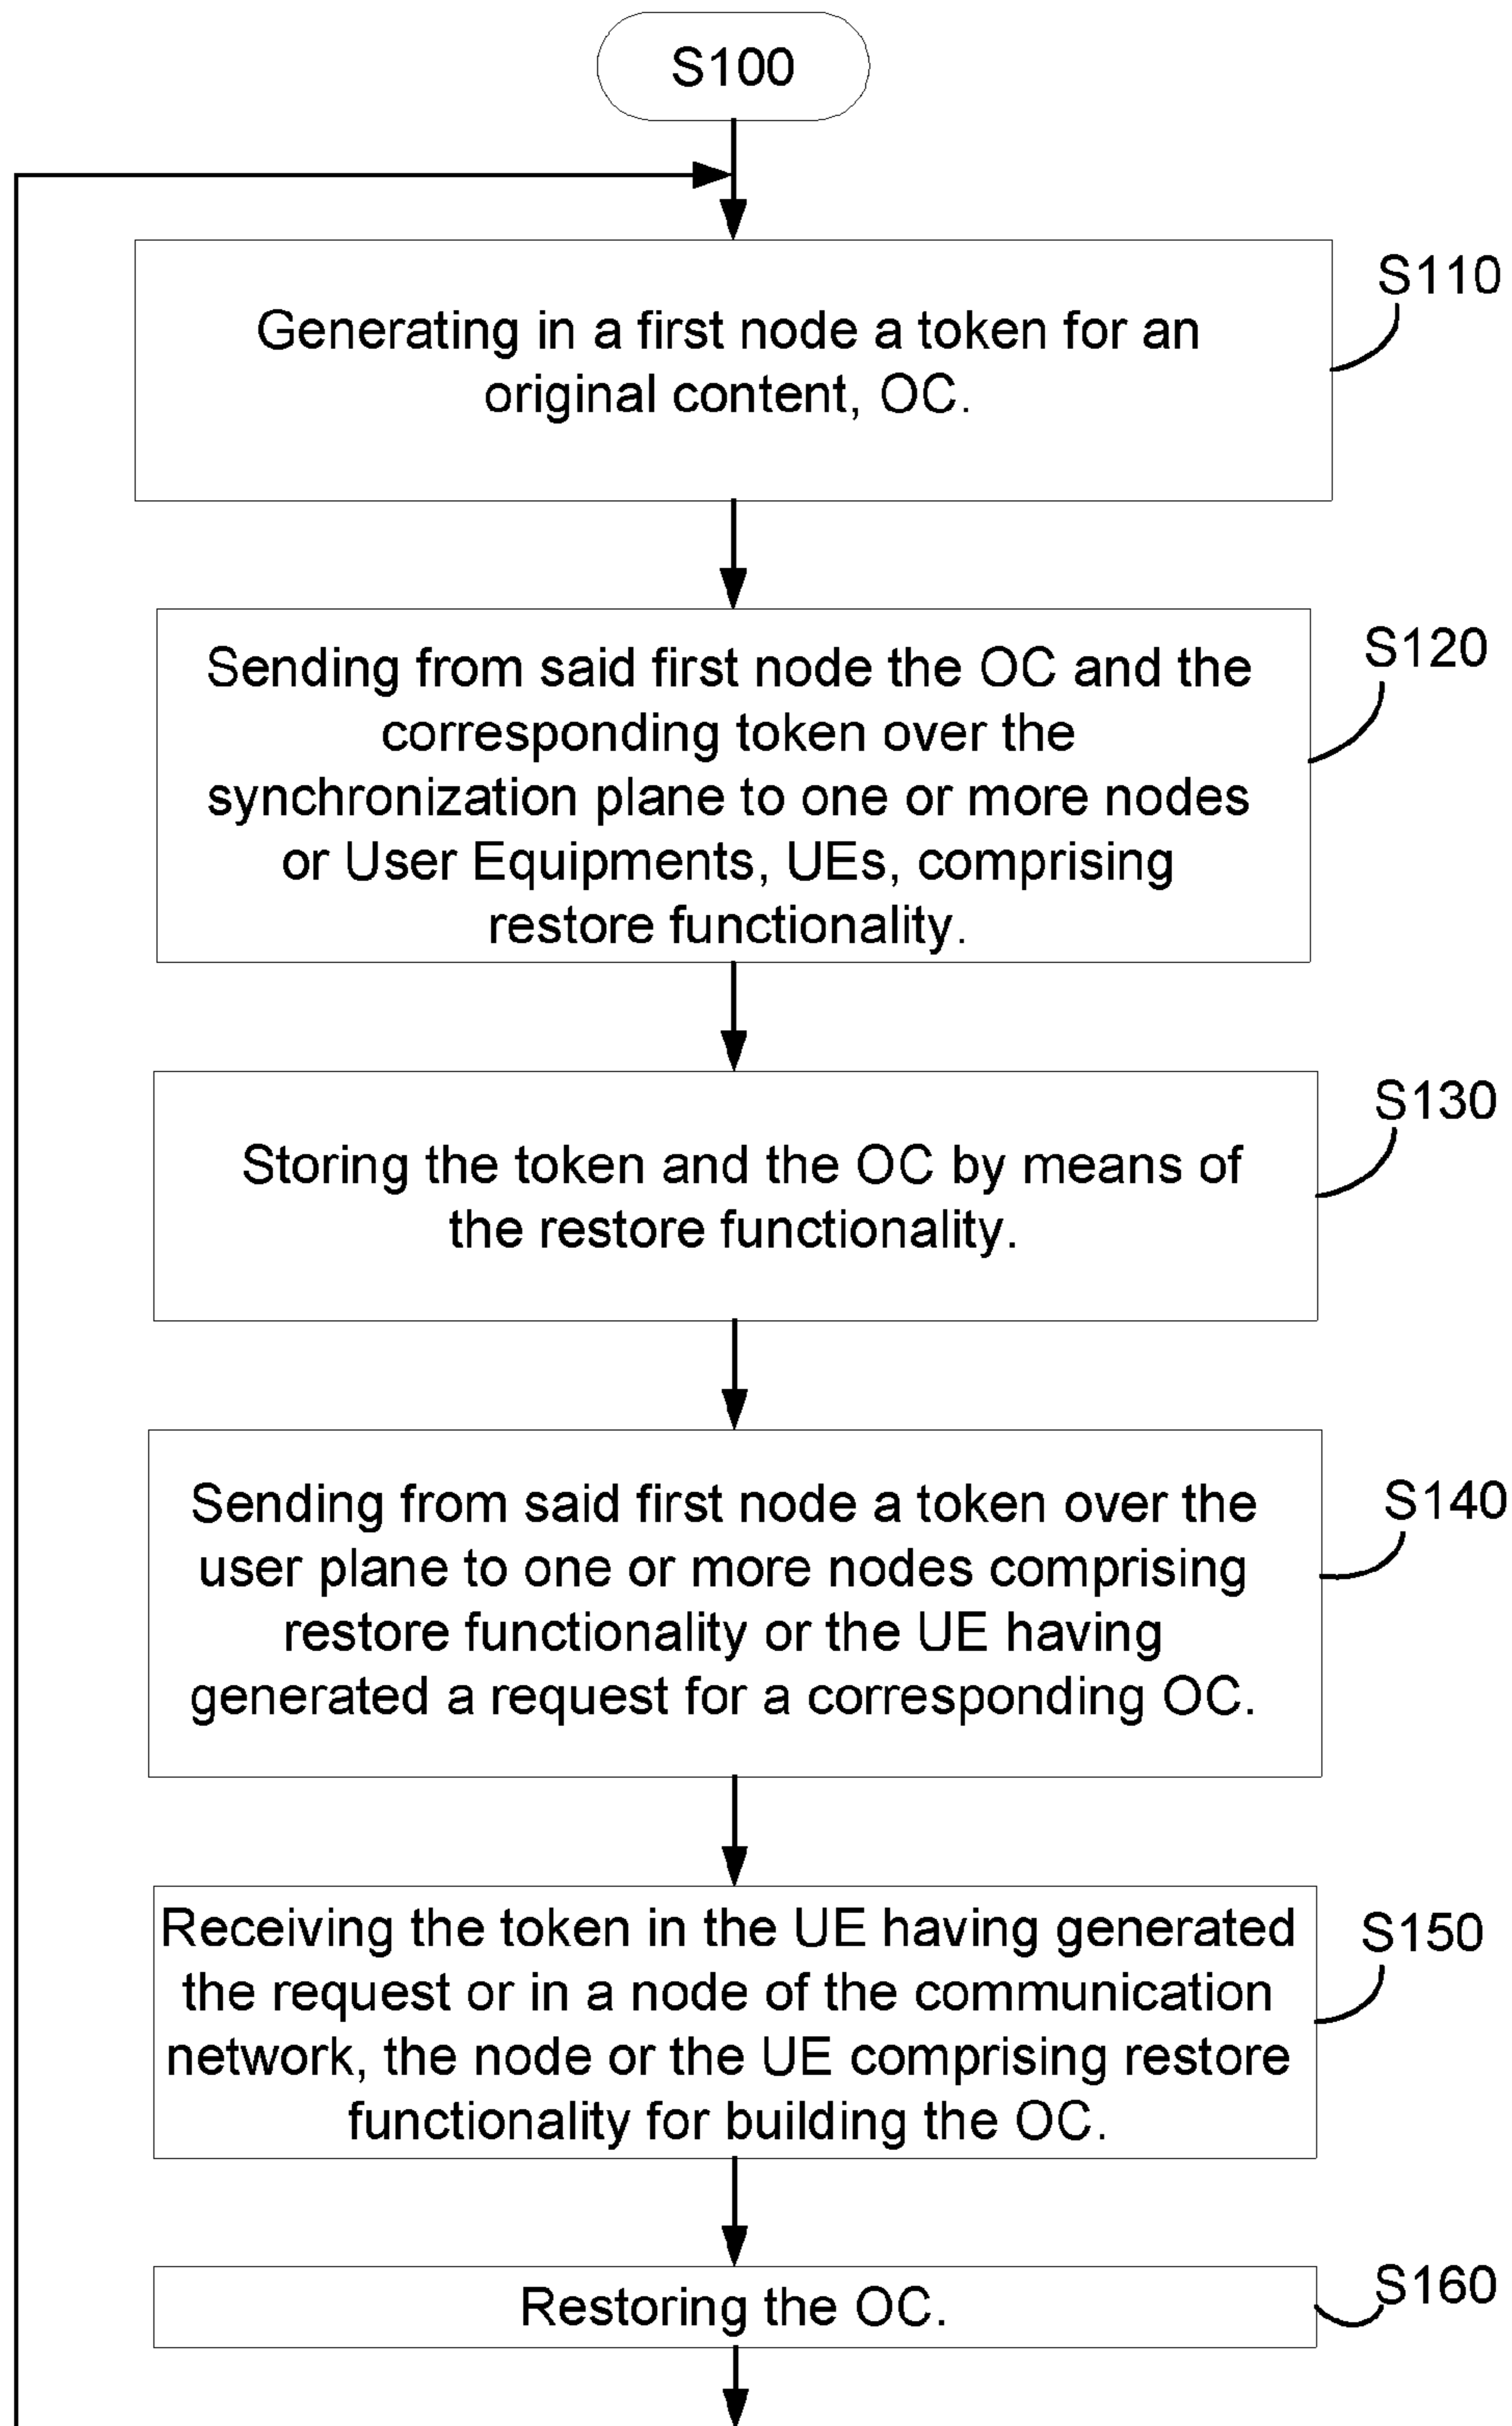 S100
S110
Generating in a first node a token for an
original content, OC.
S120
Sending from said first node the OC and the
corresponding token over the
synchronization plane to one or more nodes
or User Equipments, UEs, comprising
restore functionality.
S130
Storing the token and the OC by means of
the restore functionality.
S140
Sending from said first node a token over the
user plane to one or more nodes comprising
restore functionality or the UE having
generated a request for a corresponding OC.
S150
Receiving the token in the UE having generated
the request or in a node of the communication
network, the node or the UE comprising restore
functionality for building the OC.
S160
Restoring the OC.